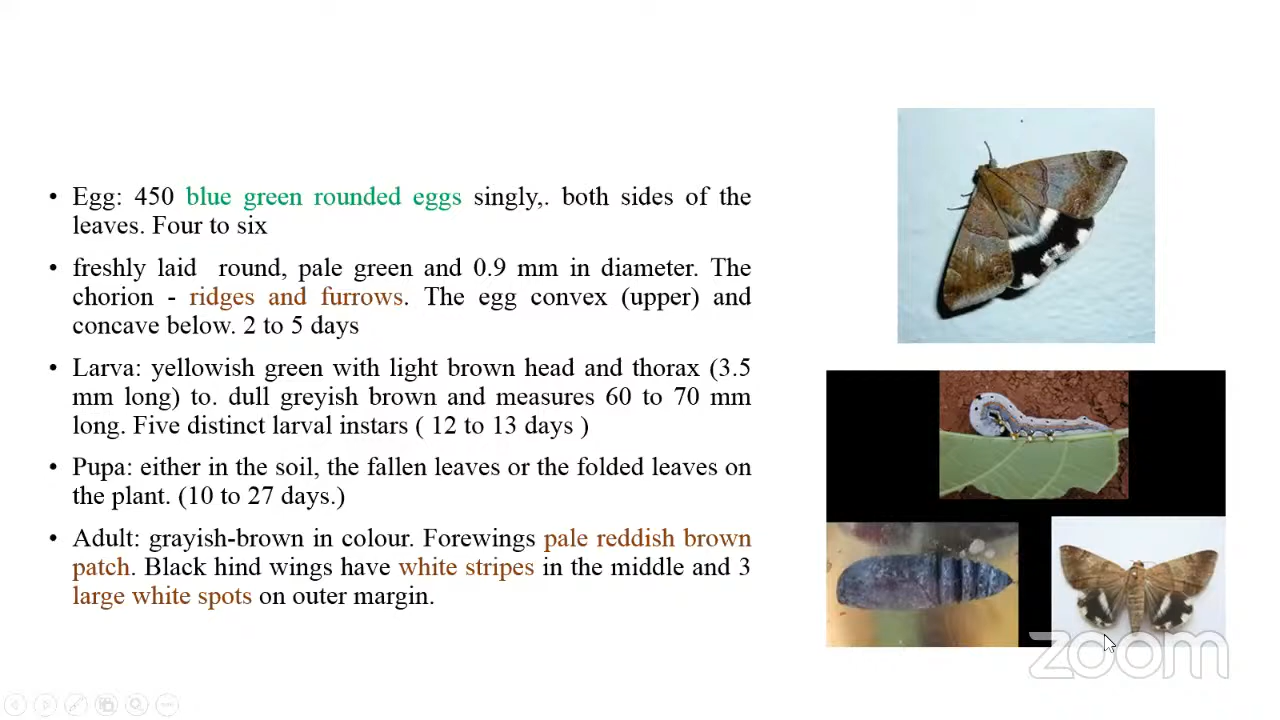 • Egg: 450 blue green rounded eggs singly,. both sides of the
leaves. Four to six
• freshly laid round, pale green and 0.9 mm in diameter. The
chorion - ridges and furrows. The egg convex (upper) and
concave below. 2 to 5 days
• Larva: yellowish green with light brown head and thorax (3.5
mm long) to. dull greyish brown and measures 60 to 70 mm
long. Five distinct larval instars ( 12 to 13 days )
• Pupa: either in the soil, the fallen leaves or the folded leaves on
the plant. (10 to 27 days.)
• Adult: grayish-brown in colour. Forewings pale reddish brown
patch. Black hind wings have white stripes in the middle and 3
large white spots on outer margin.
zoom